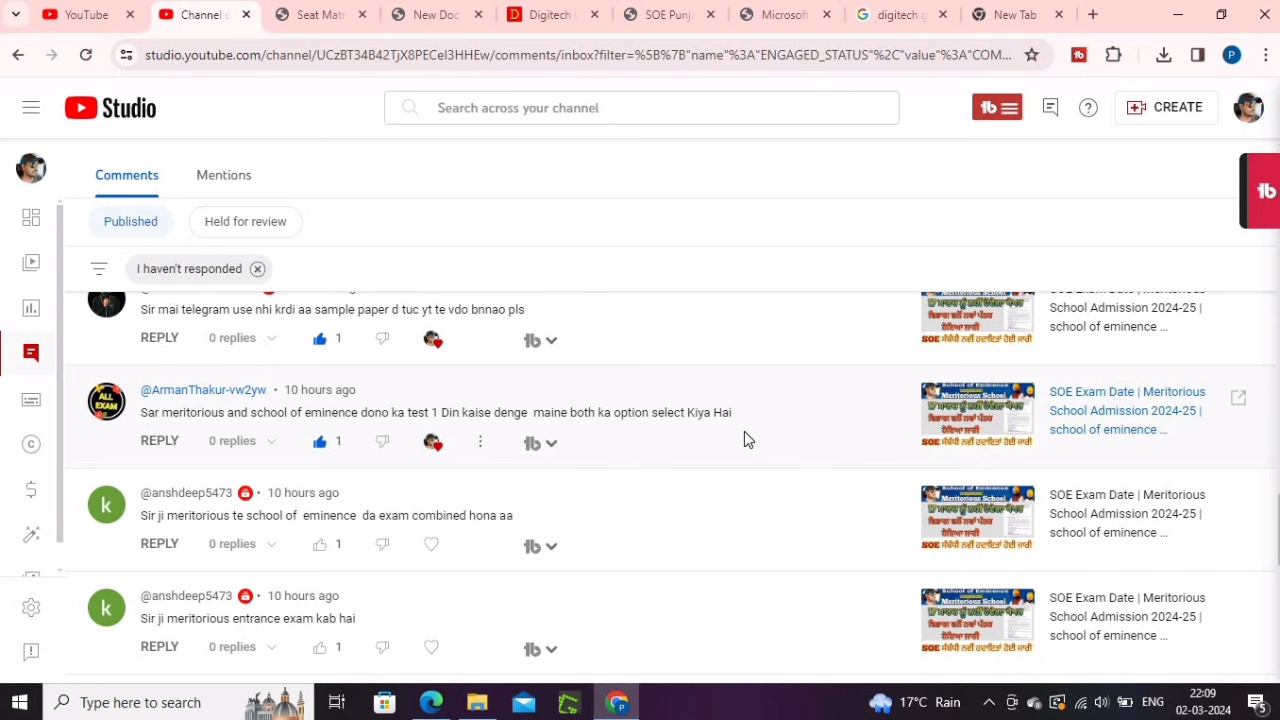 YouTube
Channel c
Seat Matr
New Doc
Digitech (
SOE Punj
Microsoft
digitech g
New Tab
studio.youtube.com/channel/UCzBT34B42TjX8PECeI3HHEw/comments/inbox?filter=%5B%7B"name"%3A"ENGAGED_STATUS"%2C"value"%3A"COM...
P
Studio
Search across your channel
CREATE
Comments
Mentions
Published
Held for review
I haven't responded
Sir mai telegram use nhi krdi aa sample paper d tuc yt te vdo bnnao pls
REPLY 0 replies 1
SOE Exam Date | Meritorious
School Admission 2024-25 |
school of eminence ...
@ArmanThakur-vw2yw • 10 hours ago
Sar meritorious and school of eminence dono ka test 1 Din kaise denge maine both ka option select Kiya Hai
REPLY 0 replies 1
SOE Exam Date | Meritorious
School Admission 2024-25 |
school of eminence ...
k
@anshdeep5473 • 10 hours ago
Sir ji meritorious te school of eminence da exam combined hona aa
REPLY 0 replies 1
SOE Exam Date | Meritorious
School Admission 2024-25 |
school of eminence ...
k
@anshdeep5473 • 10 hours ago
Sir ji meritorious entrance exam kab hai
REPLY 0 replies 1
SOE Exam Date | Meritorious
School Admission 2024-25 |
school of eminence ...
Type here to search
17°C Rain
ENG
22:09
02-03-2024
5